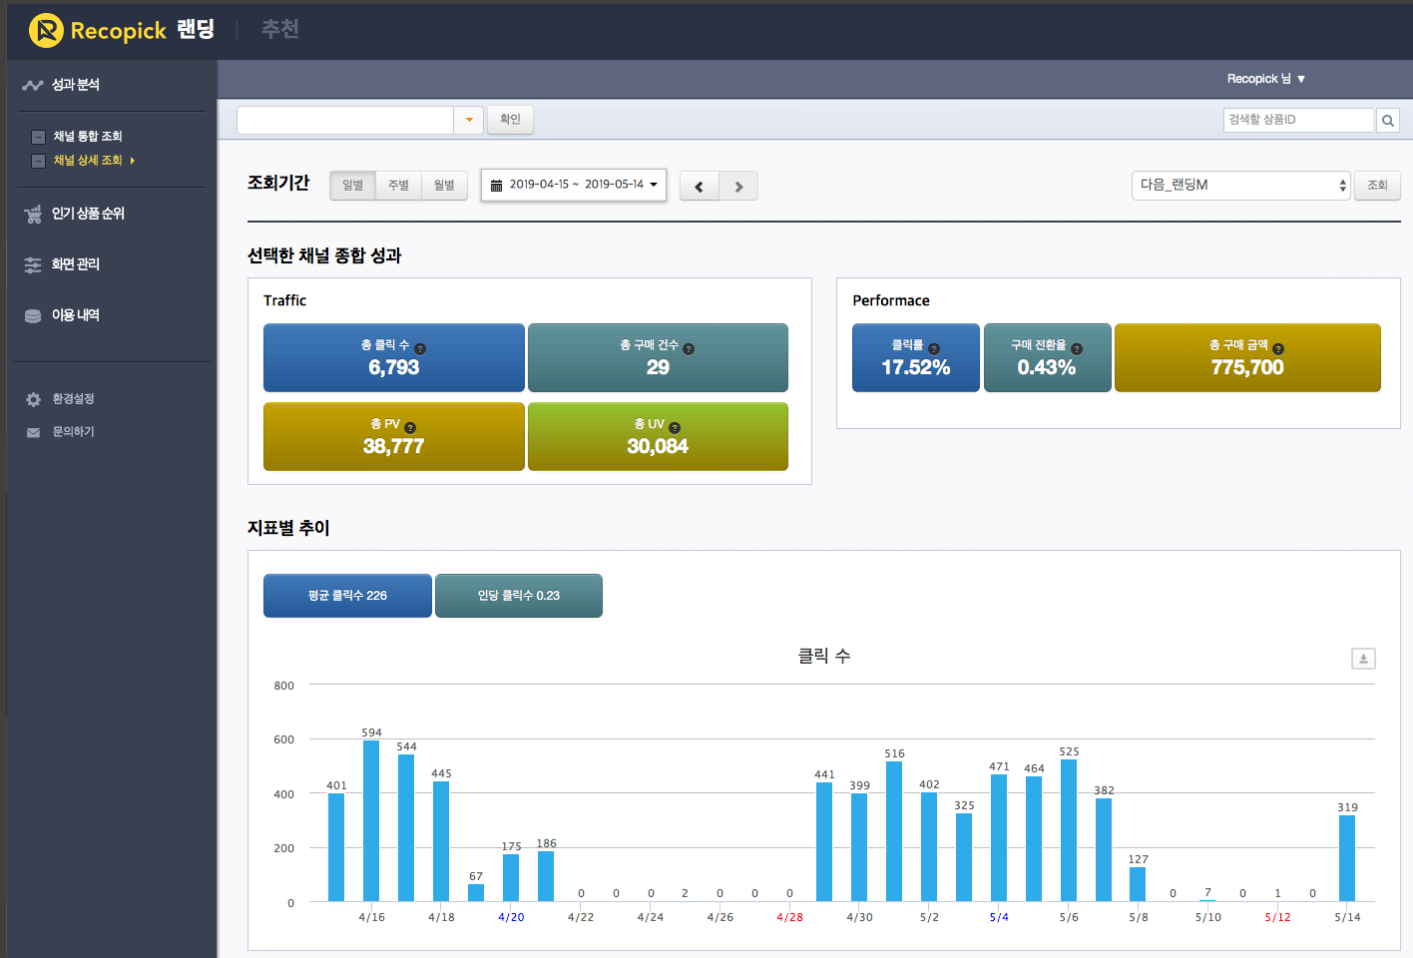 Recopick 랜딩 추천
성과 분석
Recopick 님 ▼
확인
검색할 상품ID
채널 통합 조회
채널 상세 조회
인기 상품 순위
화면 관리
이용 내역
환경설정
문의하기
조회기간 일별 주별 월별 2019-04-15 ~ 2019-05-14 다음_랜딩M 조회
선택한 채널 종합 성과
Traffic
총 클릭 수 ?
6,793
총 구매 건수 ?
29
총 PV ?
38,777
총 UV ?
30,084
Performace
클릭률 ?
17.52%
구매 전환율 ?
0.43%
총 구매 금액 ?
775,700
지표별 추이
평균 클릭수 226
인당 클릭수 0.23
클릭 수
800
600
400
200
0
401 594 544 445 67 175 186 0 0 0 2 0 0 0 441 399 516 402 325 471 464 525 382 127 0 7 0 1 0 319
4/16 4/18 4/20 4/22 4/24 4/26 4/28 4/30 5/2 5/4 5/6 5/8 5/10 5/12 5/14